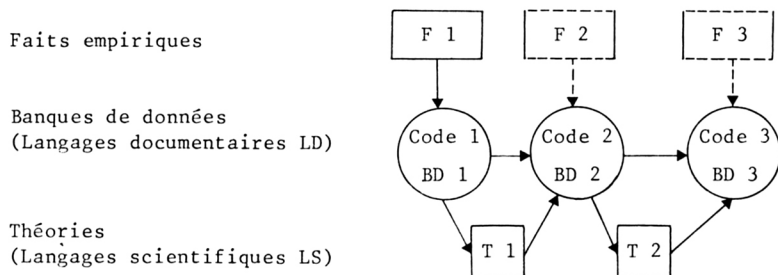 Faits empiriques
F 1
F 2
F 3
Banques de données
(Langages documentaires LD)
Code 1
BD 1
Code 2
BD 2
Code 3
BD 3
Théories
(Langages scientifiques LS)
T 1
T 2